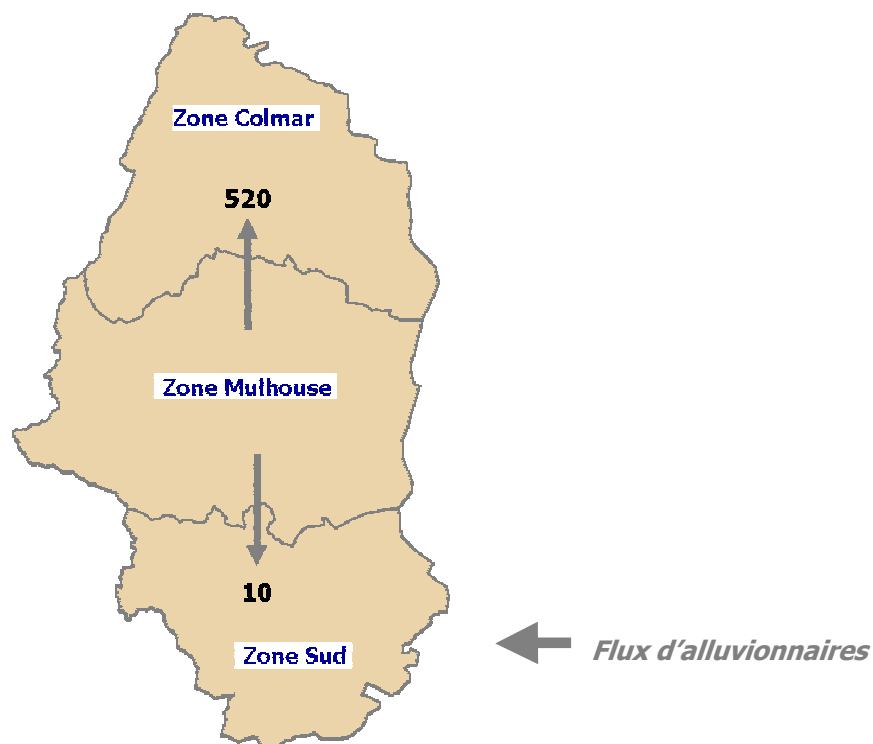 Zone Colmar
520
Zone Mulhouse
10
Flux d'alluvionnaires
Zone Sud